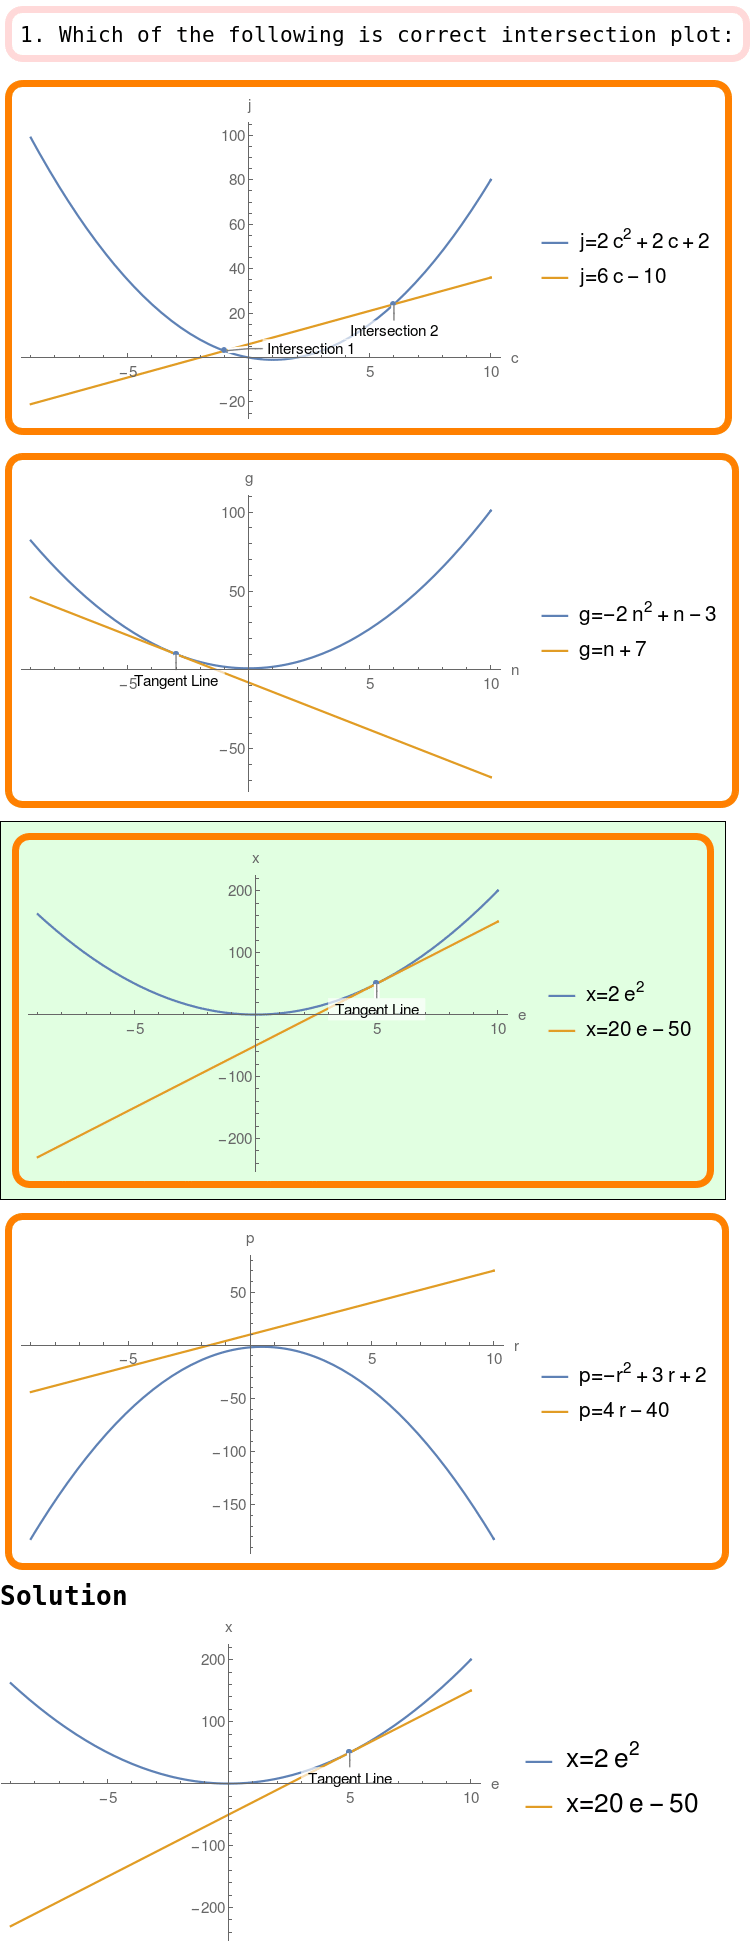 1. Which of the following is correct intersection plot:
j
100
80
60
40
20
−20
−5
5
10
c
Intersection 2
Intersection 1
j=2 c² + 2 c + 2
j=6 c − 10
g
100
50
−50
−5
5
10
n
Tangent Line
g=−2 n² + n − 3
g=n + 7
x
200
100
−100
−200
−5
5
10
e
Tangent Line
x=2 e²
x=20 e − 50
p
50
−50
−100
−150
−5
5
10
r
p=−r² + 3 r + 2
p=4 r − 40
Solution
x
200
100
−100
−200
−5
5
10
e
Tangent Line
x=2 e²
x=20 e − 50